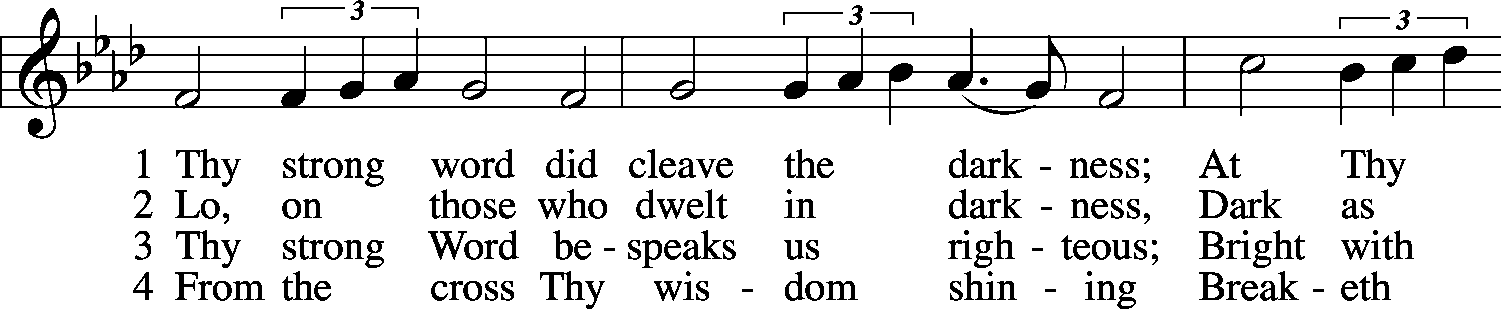 3 3 3
1 Thy strong word did cleave the dark - ness; At Thy
2 Lo, on those who dwelt in dark - ness, Dark as
3 Thy strong Word be - speaks us righ - teous; Bright with
4 From the cross Thy wis - dom shin - ing Break - eth